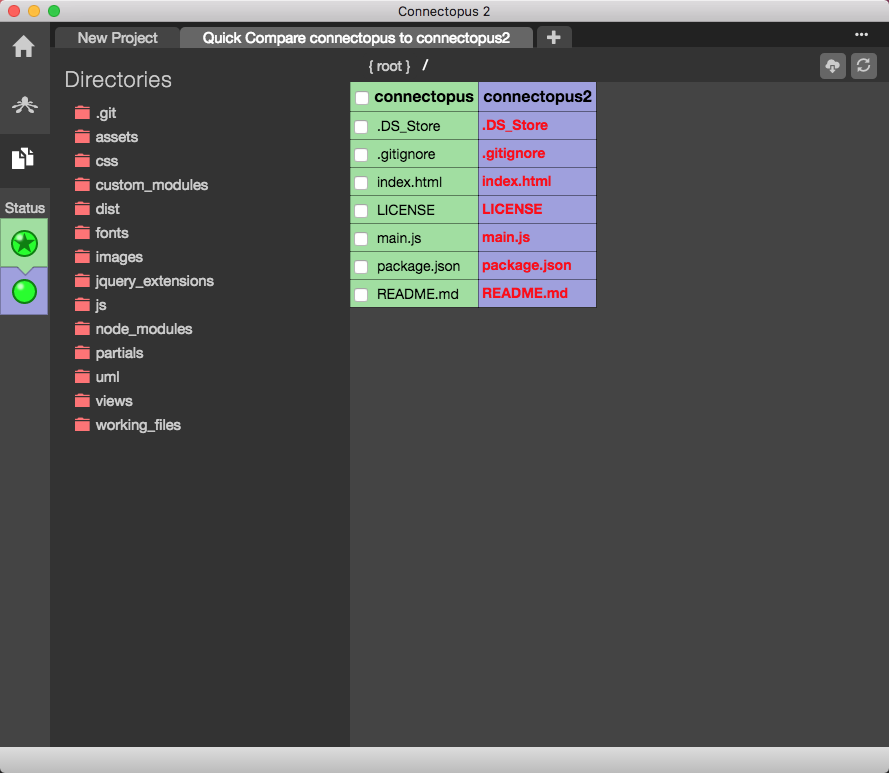 Connectopus 2
New Project
Quick Compare connectopus to connectopus2
Directories
.git
assets
css
custom_modules
dist
fonts
images
jquery_extensions
js
node_modules
partials
uml
views
working_files
Status
{ root } /
connectopus connectopus2
.DS_Store .DS_Store
.gitignore .gitignore
index.html index.html
LICENSE LICENSE
main.js main.js
package.json package.json
README.md README.md